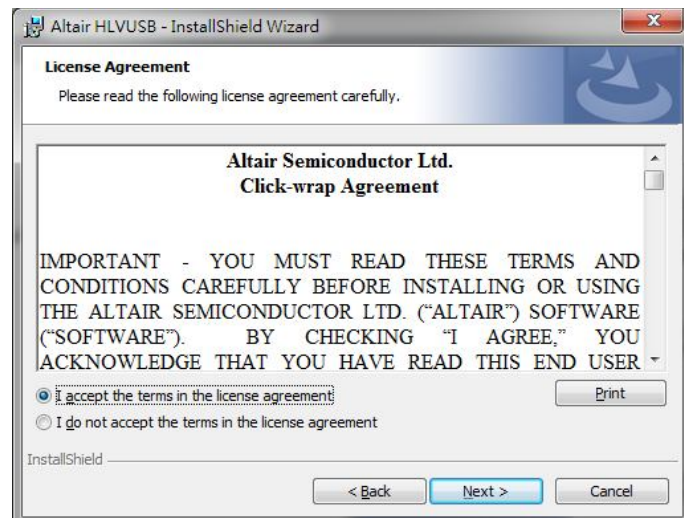 Altair HLVUSB - InstallShield Wizard
License Agreement
Please read the following license agreement carefully.
Altair Semiconductor Ltd.
Click-wrap Agreement
IMPORTANT - YOU MUST READ THESE TERMS AND
CONDITIONS CAREFULLY BEFORE INSTALLING OR USING
THE ALTAIR SEMICONDUCTOR LTD. (“ALTAIR”) SOFTWARE
(“SOFTWARE”). BY CHECKING “I AGREE,” YOU
ACKNOWLEDGE THAT YOU HAVE READ THIS END USER
I accept the terms in the license agreement
Print
I do not accept the terms in the license agreement
InstallShield
< Back
Next >
Cancel